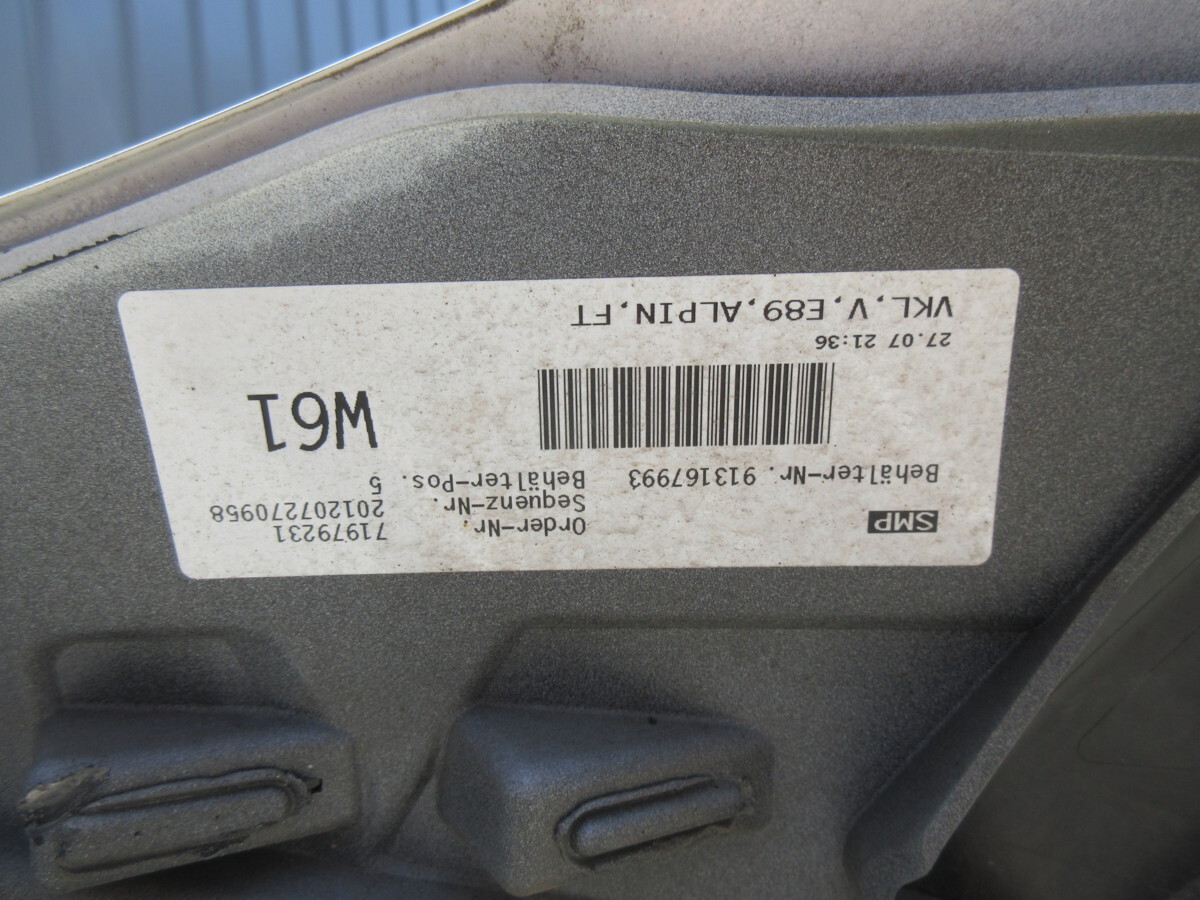 SMP
Order-Nr. 71979231
Sequenz-Nr. 201207270958
Behälter-Nr. 913167993 Behälter-Pos. 5
W61
27.07 21:36
VKL,V,E89,ALPIN,FT